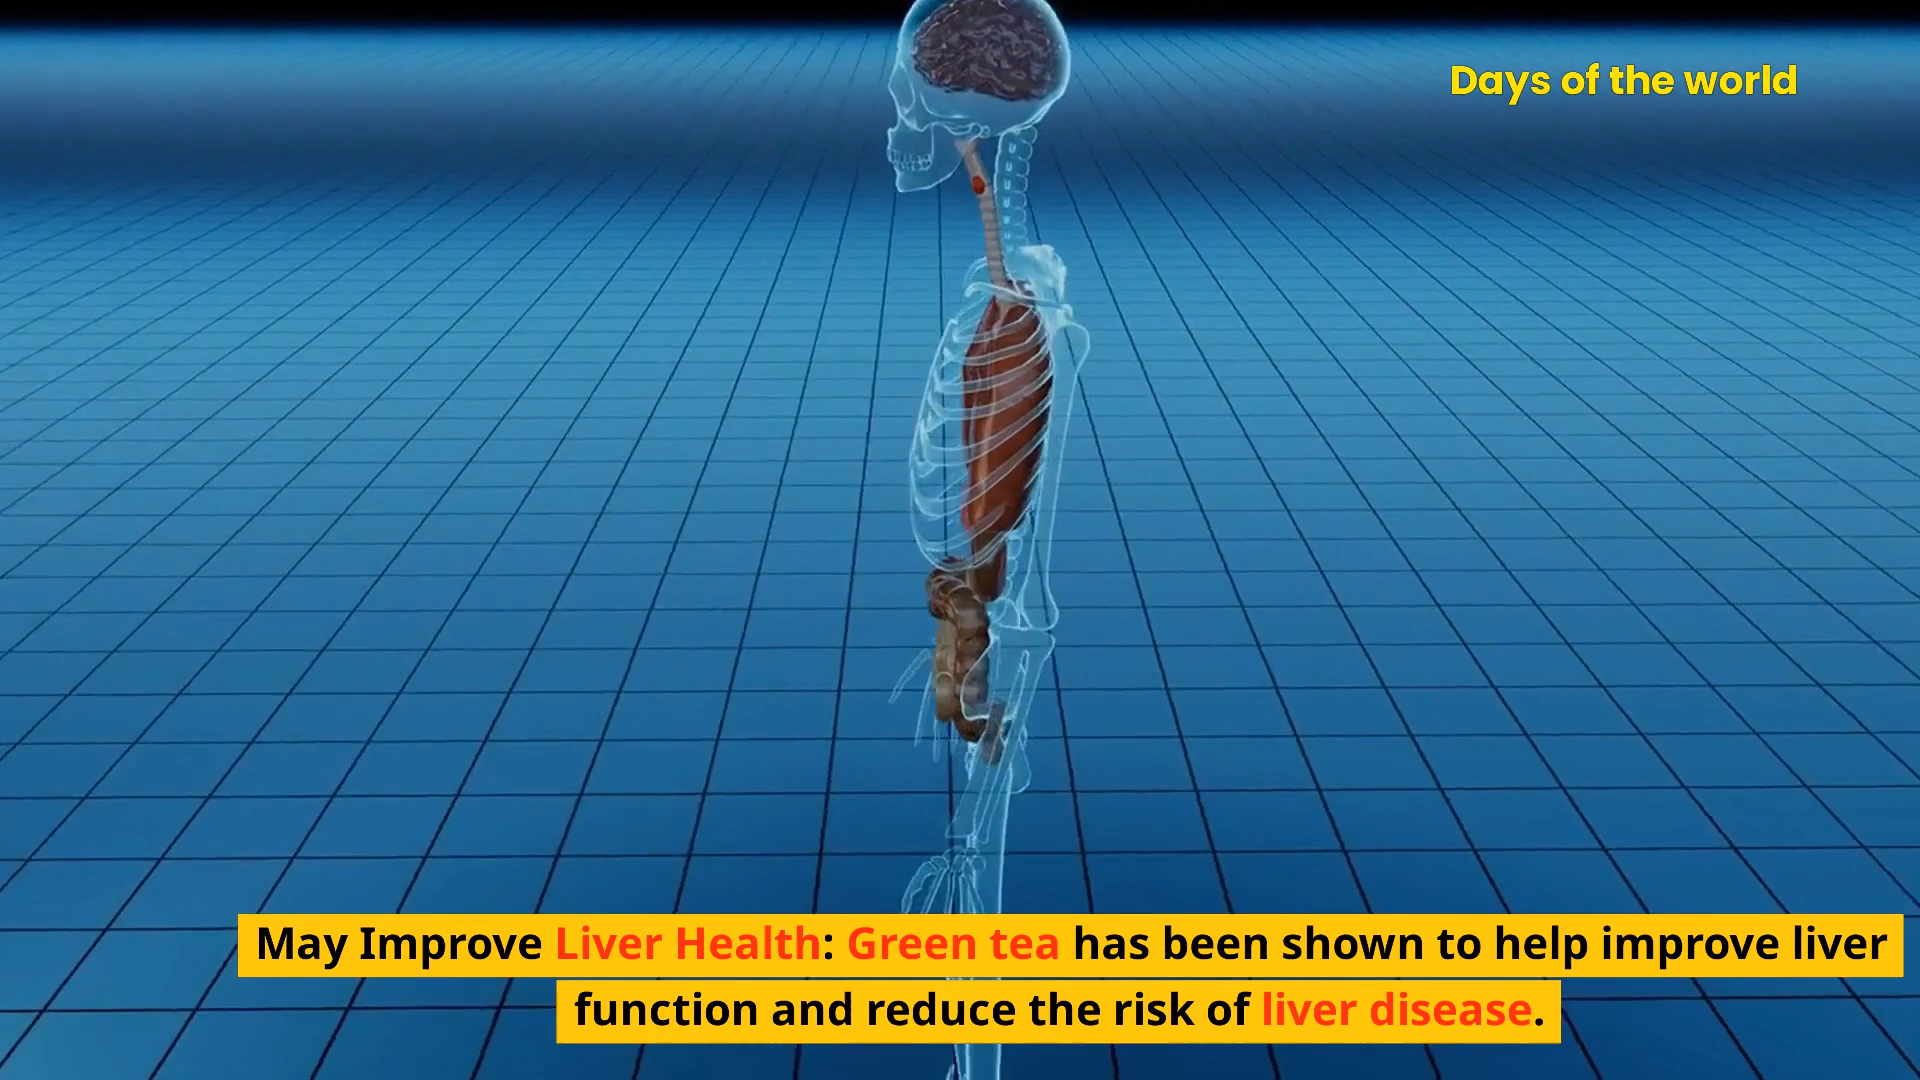 Days of the world
May Improve Liver Health: Green tea has been shown to help improve liver
function and reduce the risk of liver disease.